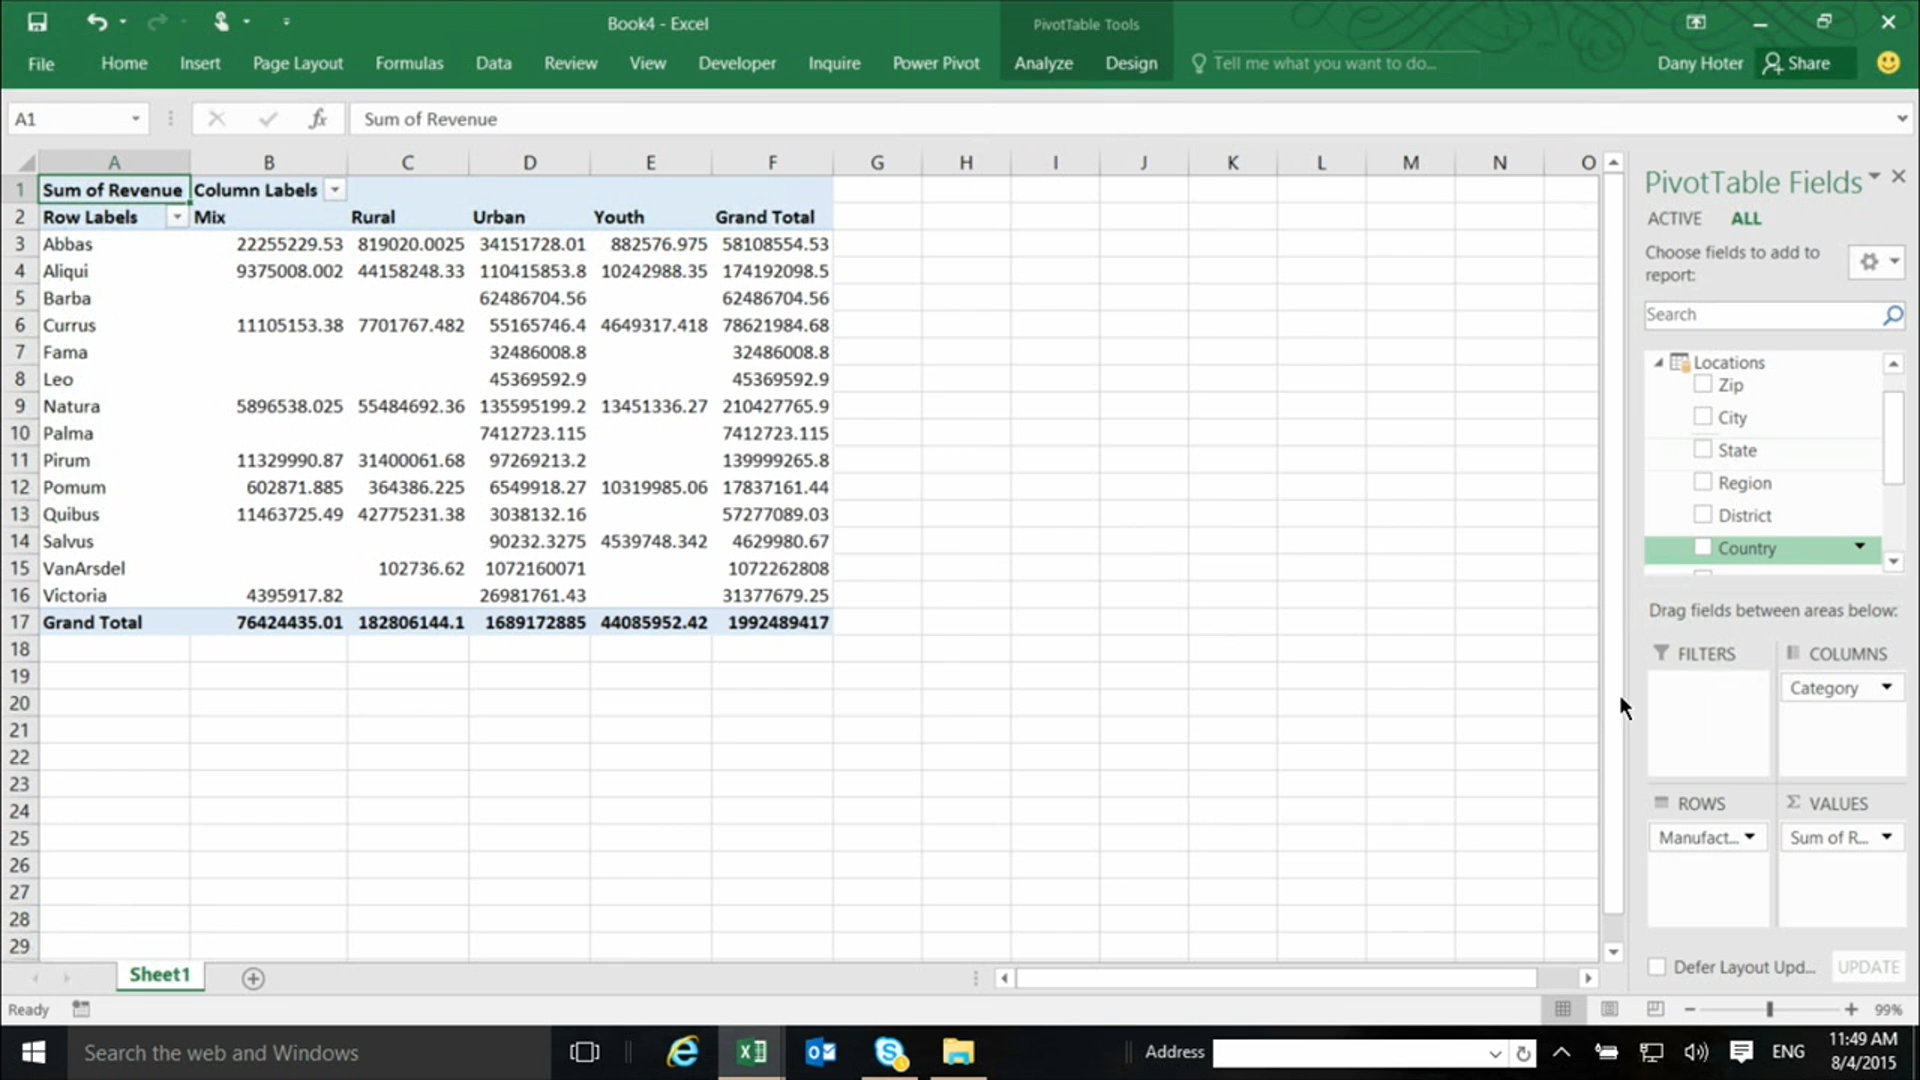 Book4 - Excel
PivotTable Tools
File Home Insert Page Layout Formulas Data Review View Developer Inquire Power Pivot Analyze Design Tell me what you want to do... Dany Hoter Share
A1 fx Sum of Revenue
A B C D E F G H I J K L M N O
1 Sum of Revenue Column Labels
2 Row Labels Mix Rural Urban Youth Grand Total
3 Abbas 22255229.53 819020.0025 34151728.01 882576.975 58108554.53
4 Aliqui 9375008.002 44158248.33 110415853.8 10242988.35 174192098.5
5 Barba 62486704.56 62486704.56
6 Currus 11105153.38 7701767.482 55165746.4 4649317.418 78621984.68
7 Fama 32486008.8 32486008.8
8 Leo 45369592.9 45369592.9
9 Natura 5896538.025 55484692.36 135595199.2 13451336.27 210427765.9
10 Palma 7412723.115 7412723.115
11 Pirum 11329990.87 31400061.68 97269213.2 139999265.8
12 Pomum 602871.885 364386.225 6549918.27 10319985.06 17837161.44
13 Quibus 11463725.49 42775231.38 3038132.16 57277089.03
14 Salvus 90232.3275 4539748.342 4629980.67
15 VanArsdel 102736.62 1072160071 1072262808
16 Victoria 4395917.82 26981761.43 31377679.25
17 Grand Total 76424435.01 182806144.1 1689172885 44085952.42 1992489417
18
19
20
21
22
23
24
25
26
27
28
29
PivotTable Fields
ACTIVE ALL
Choose fields to add to
report:
Search
Locations
Zip
City
State
Region
District
Country
Drag fields between areas below:
FILTERS COLUMNS
Category
ROWS Σ VALUES
Manufact... Sum of R...
Defer Layout Upd... UPDATE
Sheet1
Ready 99%
Search the web and Windows Address ENG 11:49 AM
8/4/2015